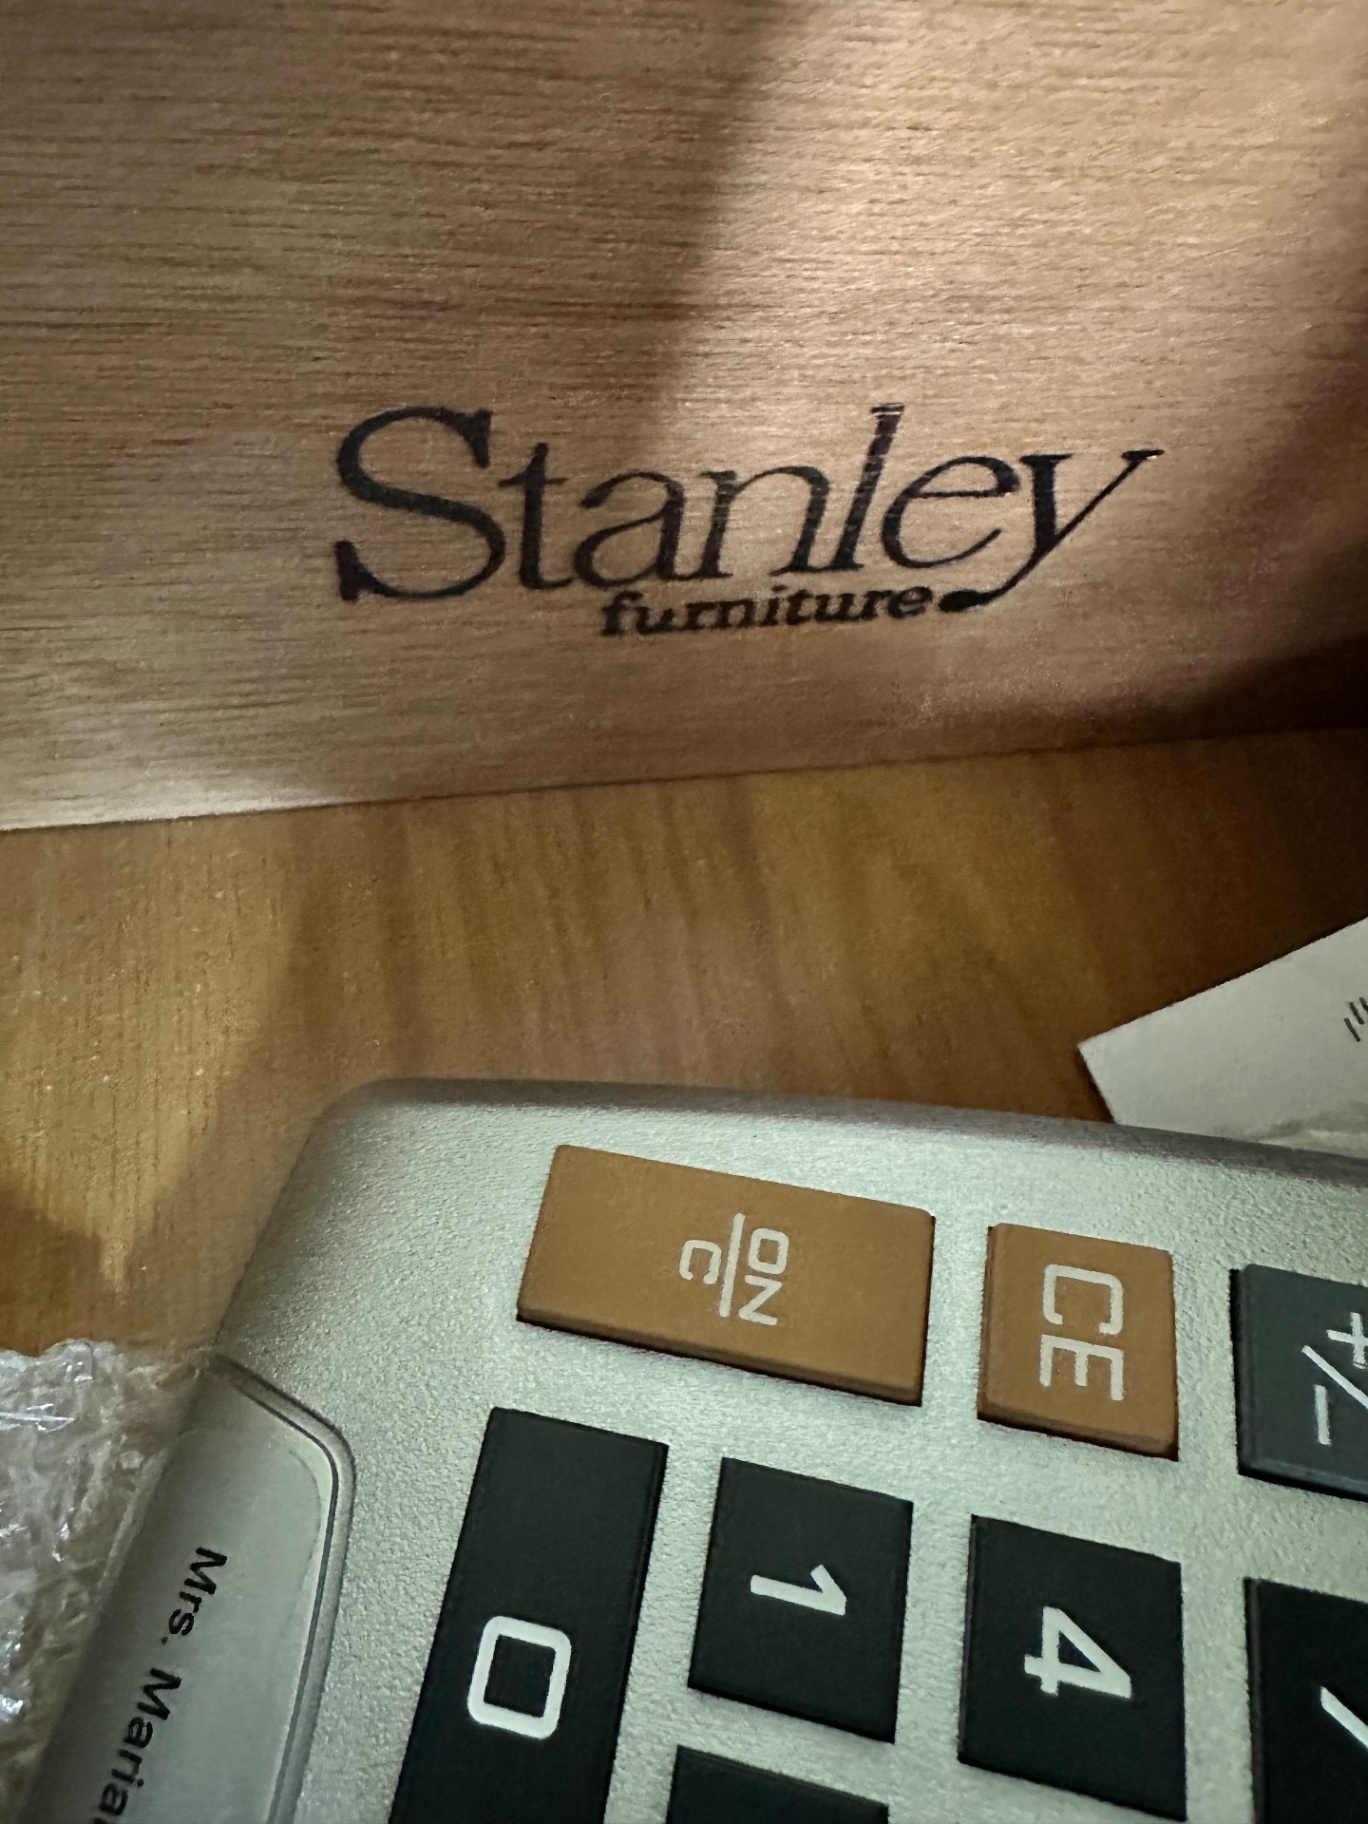 Stanley
furniture
ON
C
CE
+/−
0
1
4
Mrs. Maria